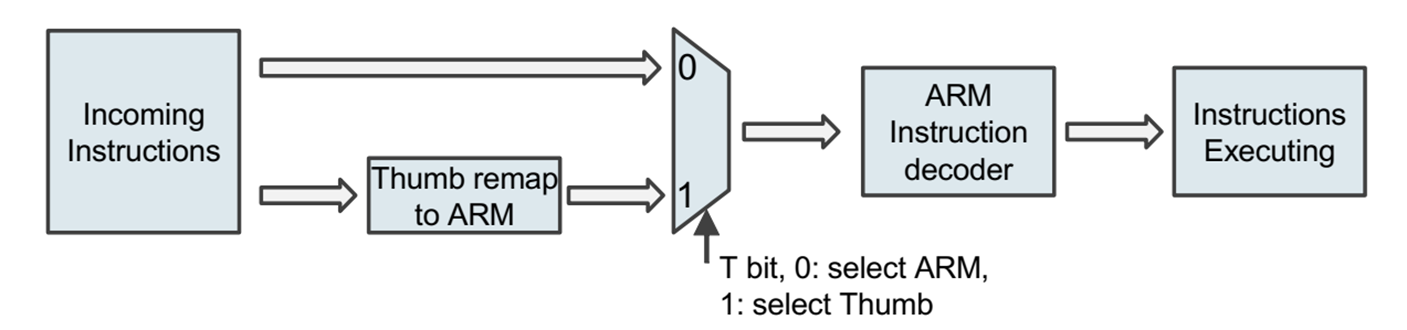 Incoming
Instructions
Thumb remap
to ARM
0
1
T bit, 0: select ARM,
1: select Thumb
ARM
Instruction
decoder
Instructions
Executing